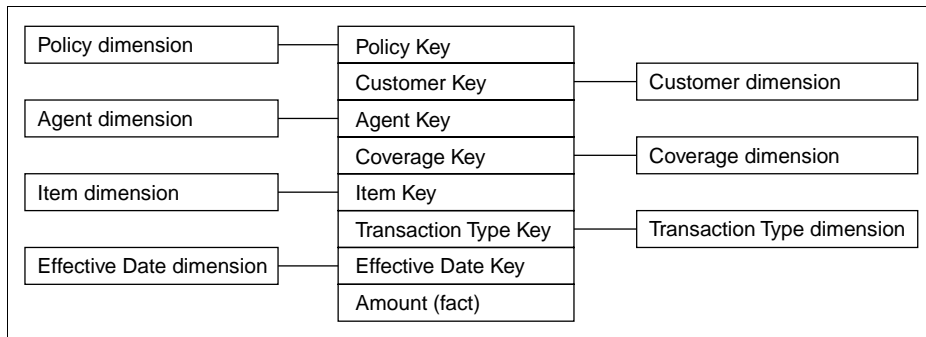 Policy dimension
Policy Key
Customer Key
Customer dimension
Agent dimension
Agent Key
Coverage Key
Coverage dimension
Item dimension
Item Key
Transaction Type Key
Transaction Type dimension
Effective Date dimension
Effective Date Key
Amount (fact)